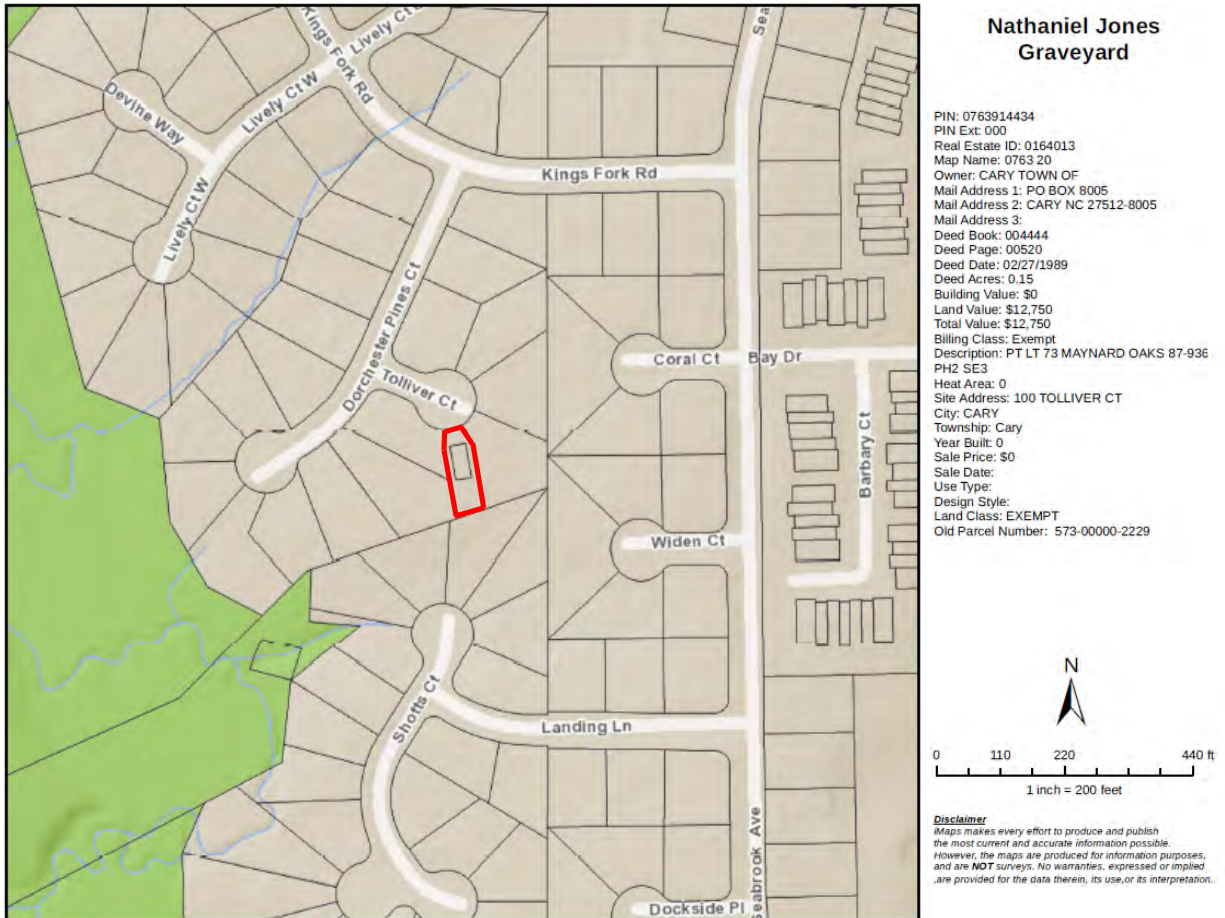 Nathaniel Jones
Graveyard
PIN: 0763914434
PIN Ext: 000
Real Estate ID: 0164013
Map Name: 0763 20
Owner: CARY TOWN OF
Mail Address 1: PO BOX 8005
Mail Address 2: CARY NC 27512-8005
Mail Address 3:
Deed Book: 004444
Deed Page: 00520
Deed Date: 02/27/1989
Deed Acres: 0.15
Building Value: $0
Land Value: $12,750
Total Value: $12,750
Billing Class: Exempt
Description: PT LT 73 MAYNARD OAKS 87-936
PH2 SE3
Heat Area: 0
Site Address: 100 TOLLIVER CT
City: CARY
Township: Cary
Year Built: 0
Sale Price: $0
Sale Date:
Use Type:
Design Style:
Land Class: EXEMPT
Old Parcel Number: 573-00000-2229
N
0 110 220 440 ft
1 inch = 200 feet
Disclaimer
iMaps makes every effort to produce and publish
the most current and accurate information possible.
However, the maps are produced for information purposes,
and are NOT surveys. No warranties, expressed or implied
,are provided for the data therein, its use,or its interpretation.
Kings Fork Rd
Lively Ct
Sea
Devine Way
Lively Ct W
Lively Ct W
Kings Fork Rd
Dorchester Pines Ct
Tolliver Ct
Coral Ct
Bay Dr
Barbary Ct
Widen Ct
Shotts Ct
Landing Ln
Seabrook Ave
Dockside Pl